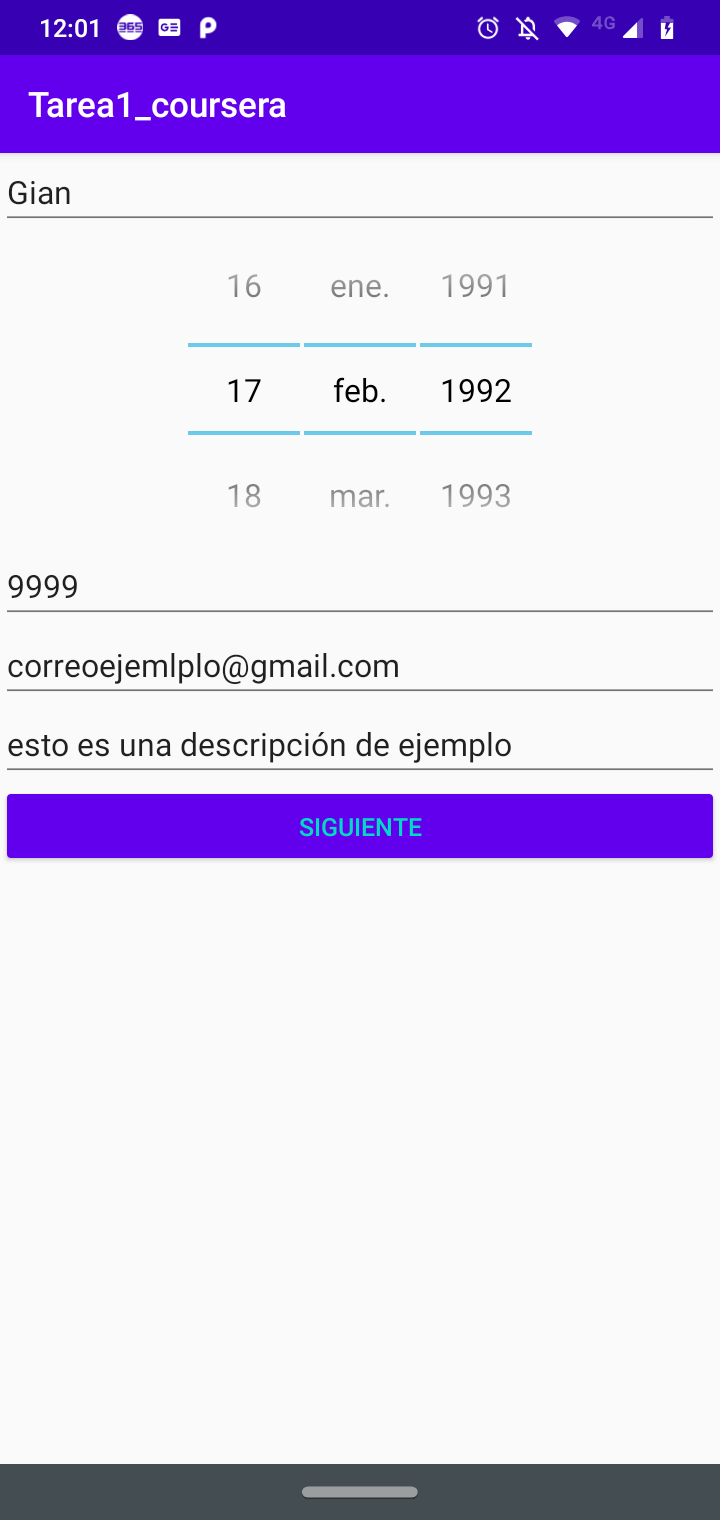 12:01 365 GE P 4G
Tarea1_coursera
Gian
16 ene. 1991
17 feb. 1992
18 mar. 1993
9999
correoejemlplo@gmail.com
esto es una descripción de ejemplo
SIGUIENTE